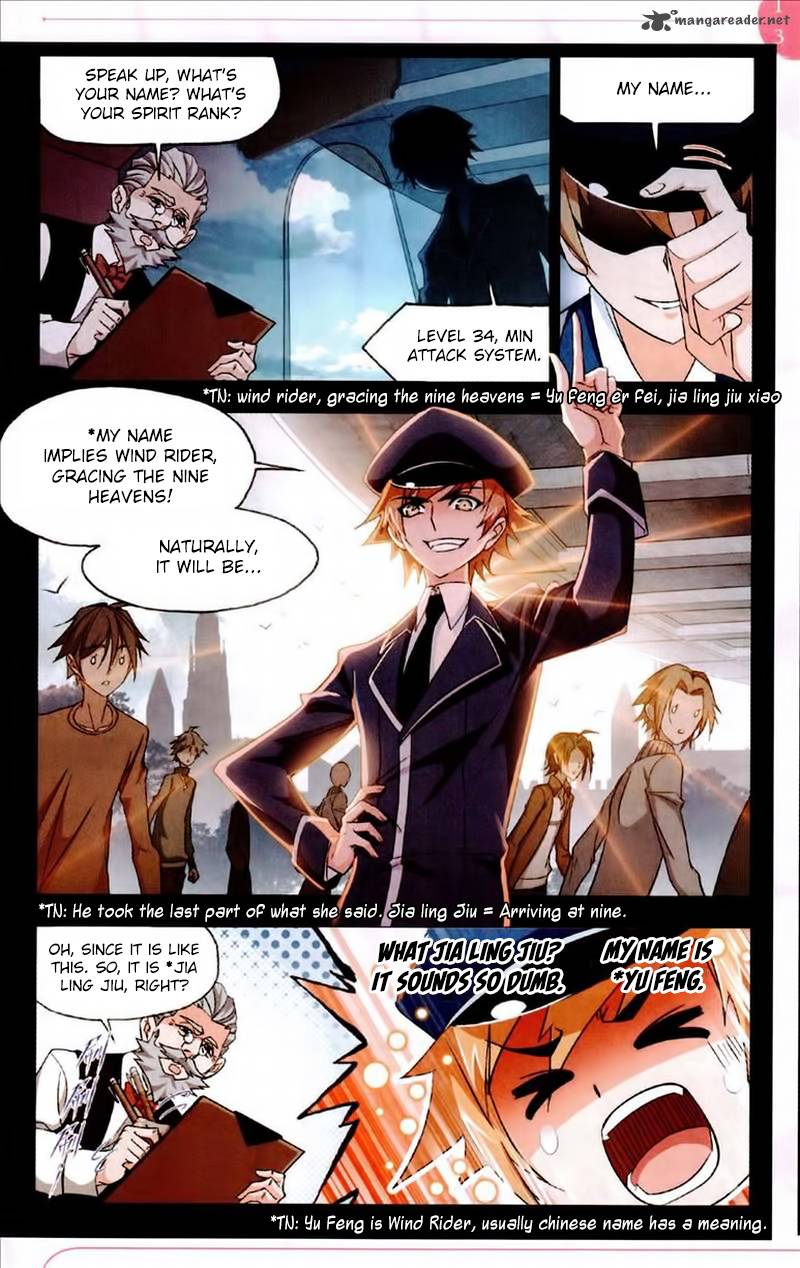 mangareader.net
13
SPEAK UP, WHAT'S
YOUR NAME? WHAT'S
YOUR SPIRIT RANK?
MY NAME...
LEVEL 34, MIN
ATTACK SYSTEM.
*TN: wind rider, gracing the nine heavens = Yu feng er fei, jia ling jiu xiao
*MY NAME
IMPLIES WIND RIDER,
GRACING THE NINE
HEAVENS!
NATURALLY,
IT WILL BE...
*TN: He took the last part of what she said. Jia ling Jiu = Arriving at nine.
OH, SINCE IT IS LIKE
THIS. SO, IT IS *JIA
LING JIU, RIGHT?
WHAT JIA LING JIU?
IT SOUNDS SO DUMB.
MY NAME IS
*YU FENG.
*TN: Yu Feng is Wind Rider, usually chinese name has a meaning.